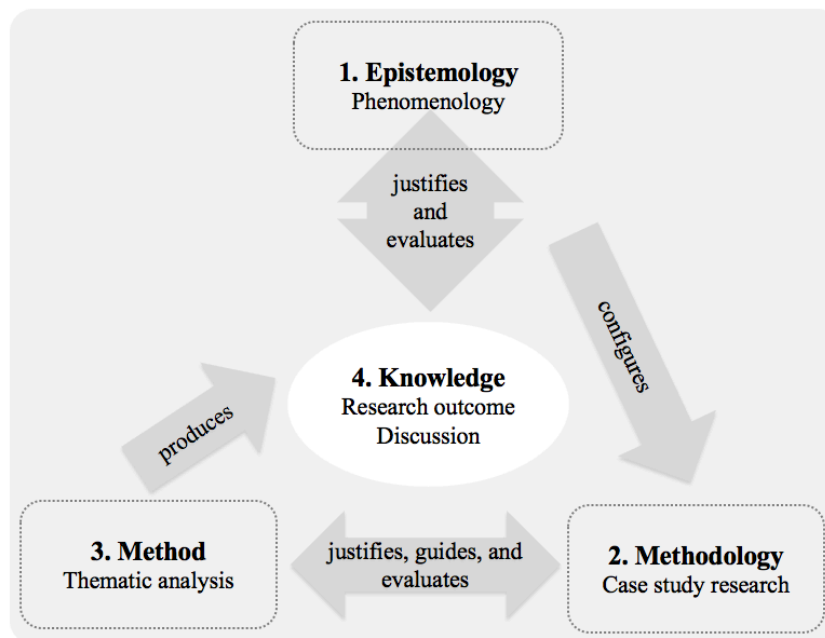 1. Epistemology
Phenomenology
justifies
and
evaluates
configures
4. Knowledge
Research outcome
Discussion
produces
3. Method
Thematic analysis
justifies, guides, and
evaluates
2. Methodology
Case study research